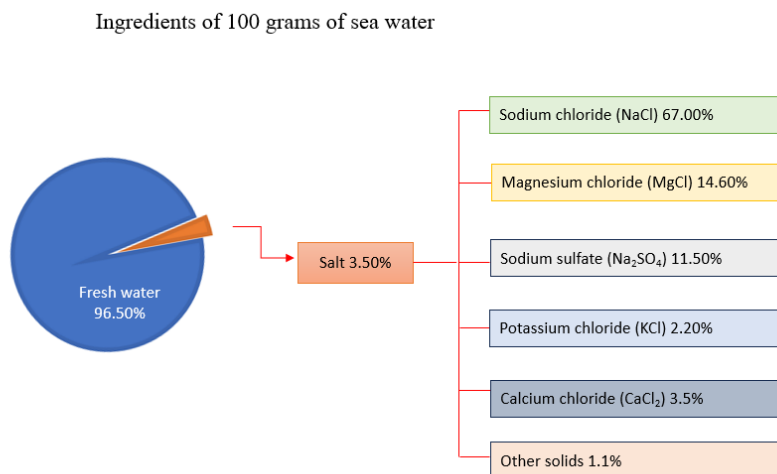 Ingredients of 100 grams of sea water
Fresh water
96.50%
Salt 3.50%
Sodium chloride (NaCl) 67.00%
Magnesium chloride (MgCl) 14.60%
Sodium sulfate (Na₂SO₄) 11.50%
Potassium chloride (KCl) 2.20%
Calcium chloride (CaCl₂) 3.5%
Other solids 1.1%